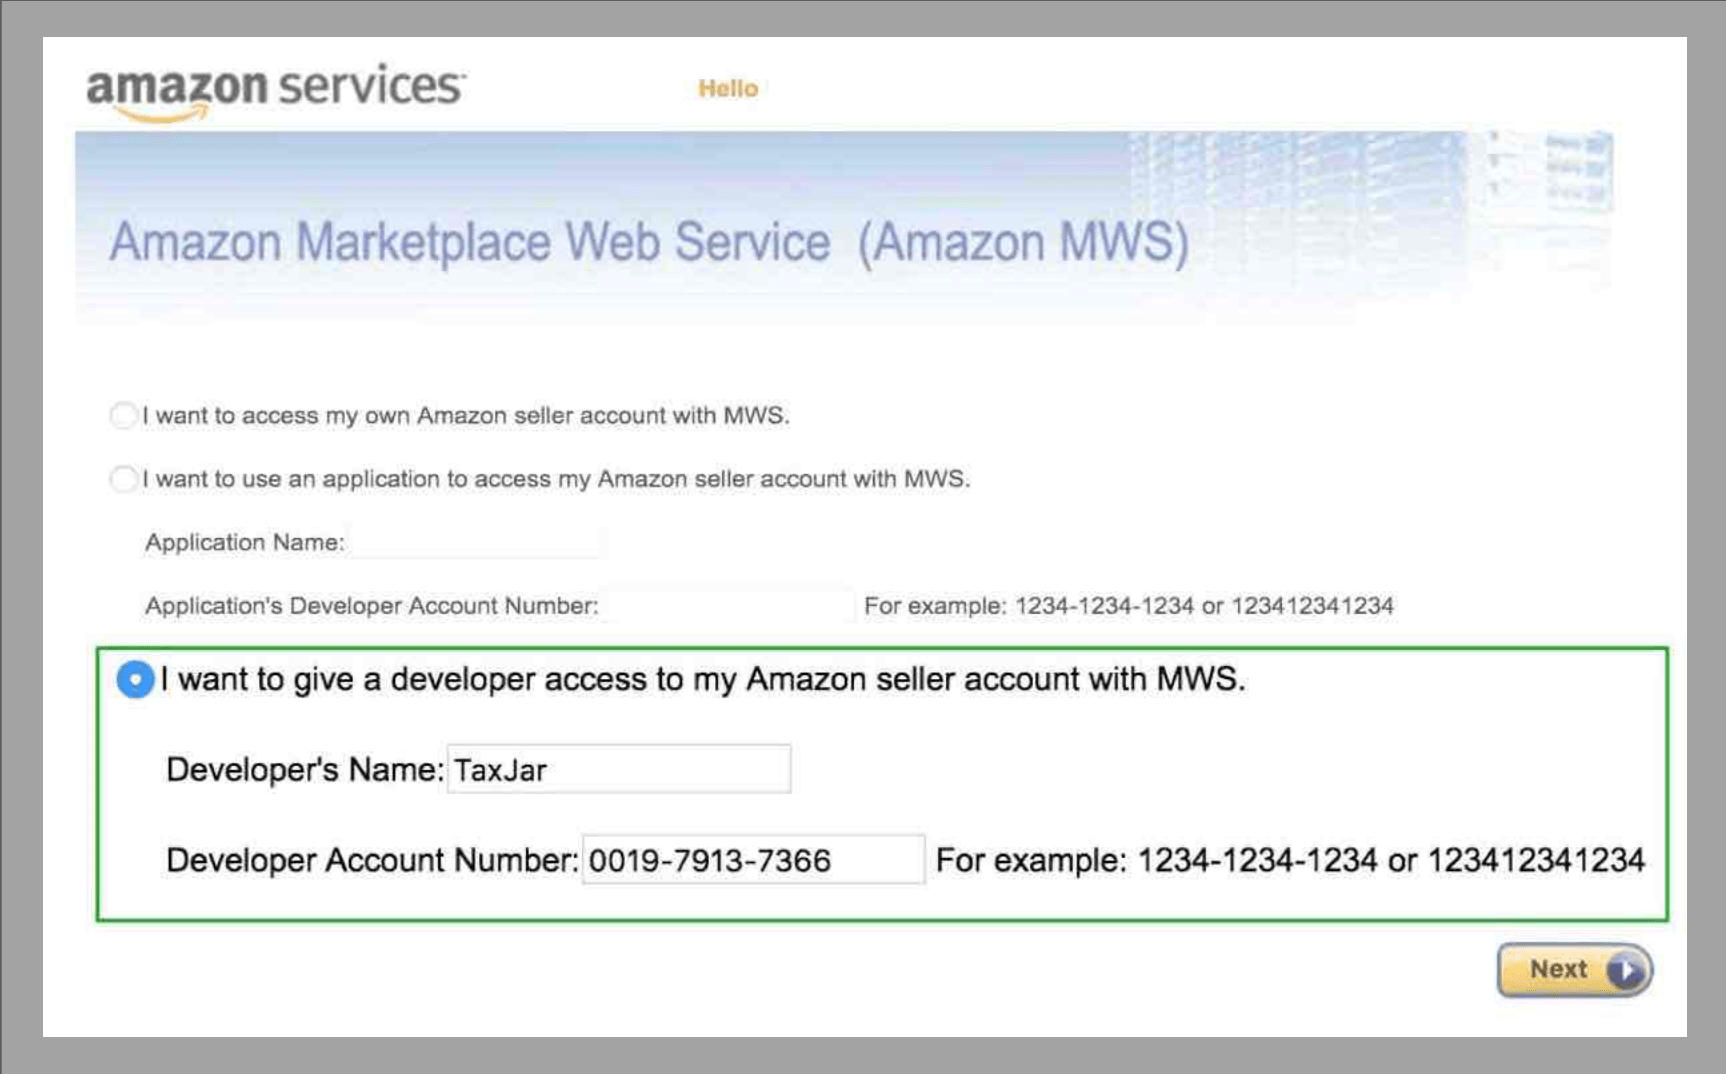 amazon services
Hello
Amazon Marketplace Web Service (Amazon MWS)
I want to access my own Amazon seller account with MWS.
I want to use an application to access my Amazon seller account with MWS.
Application Name:
Application's Developer Account Number: For example: 1234-1234-1234 or 123412341234
I want to give a developer access to my Amazon seller account with MWS.
Developer's Name: TaxJar
Developer Account Number: 0019-7913-7366 For example: 1234-1234-1234 or 123412341234
Next